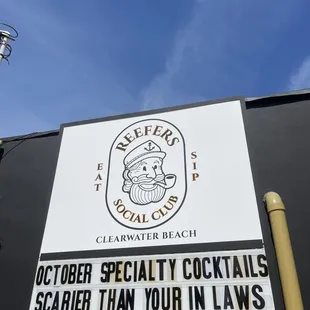 REEFERS
EAT SIP
SOCIAL CLUB
CLEARWATER BEACH
OCTOBER SPECIALTY COCKTAILS
SCARIER THAN YOUR IN LAWS